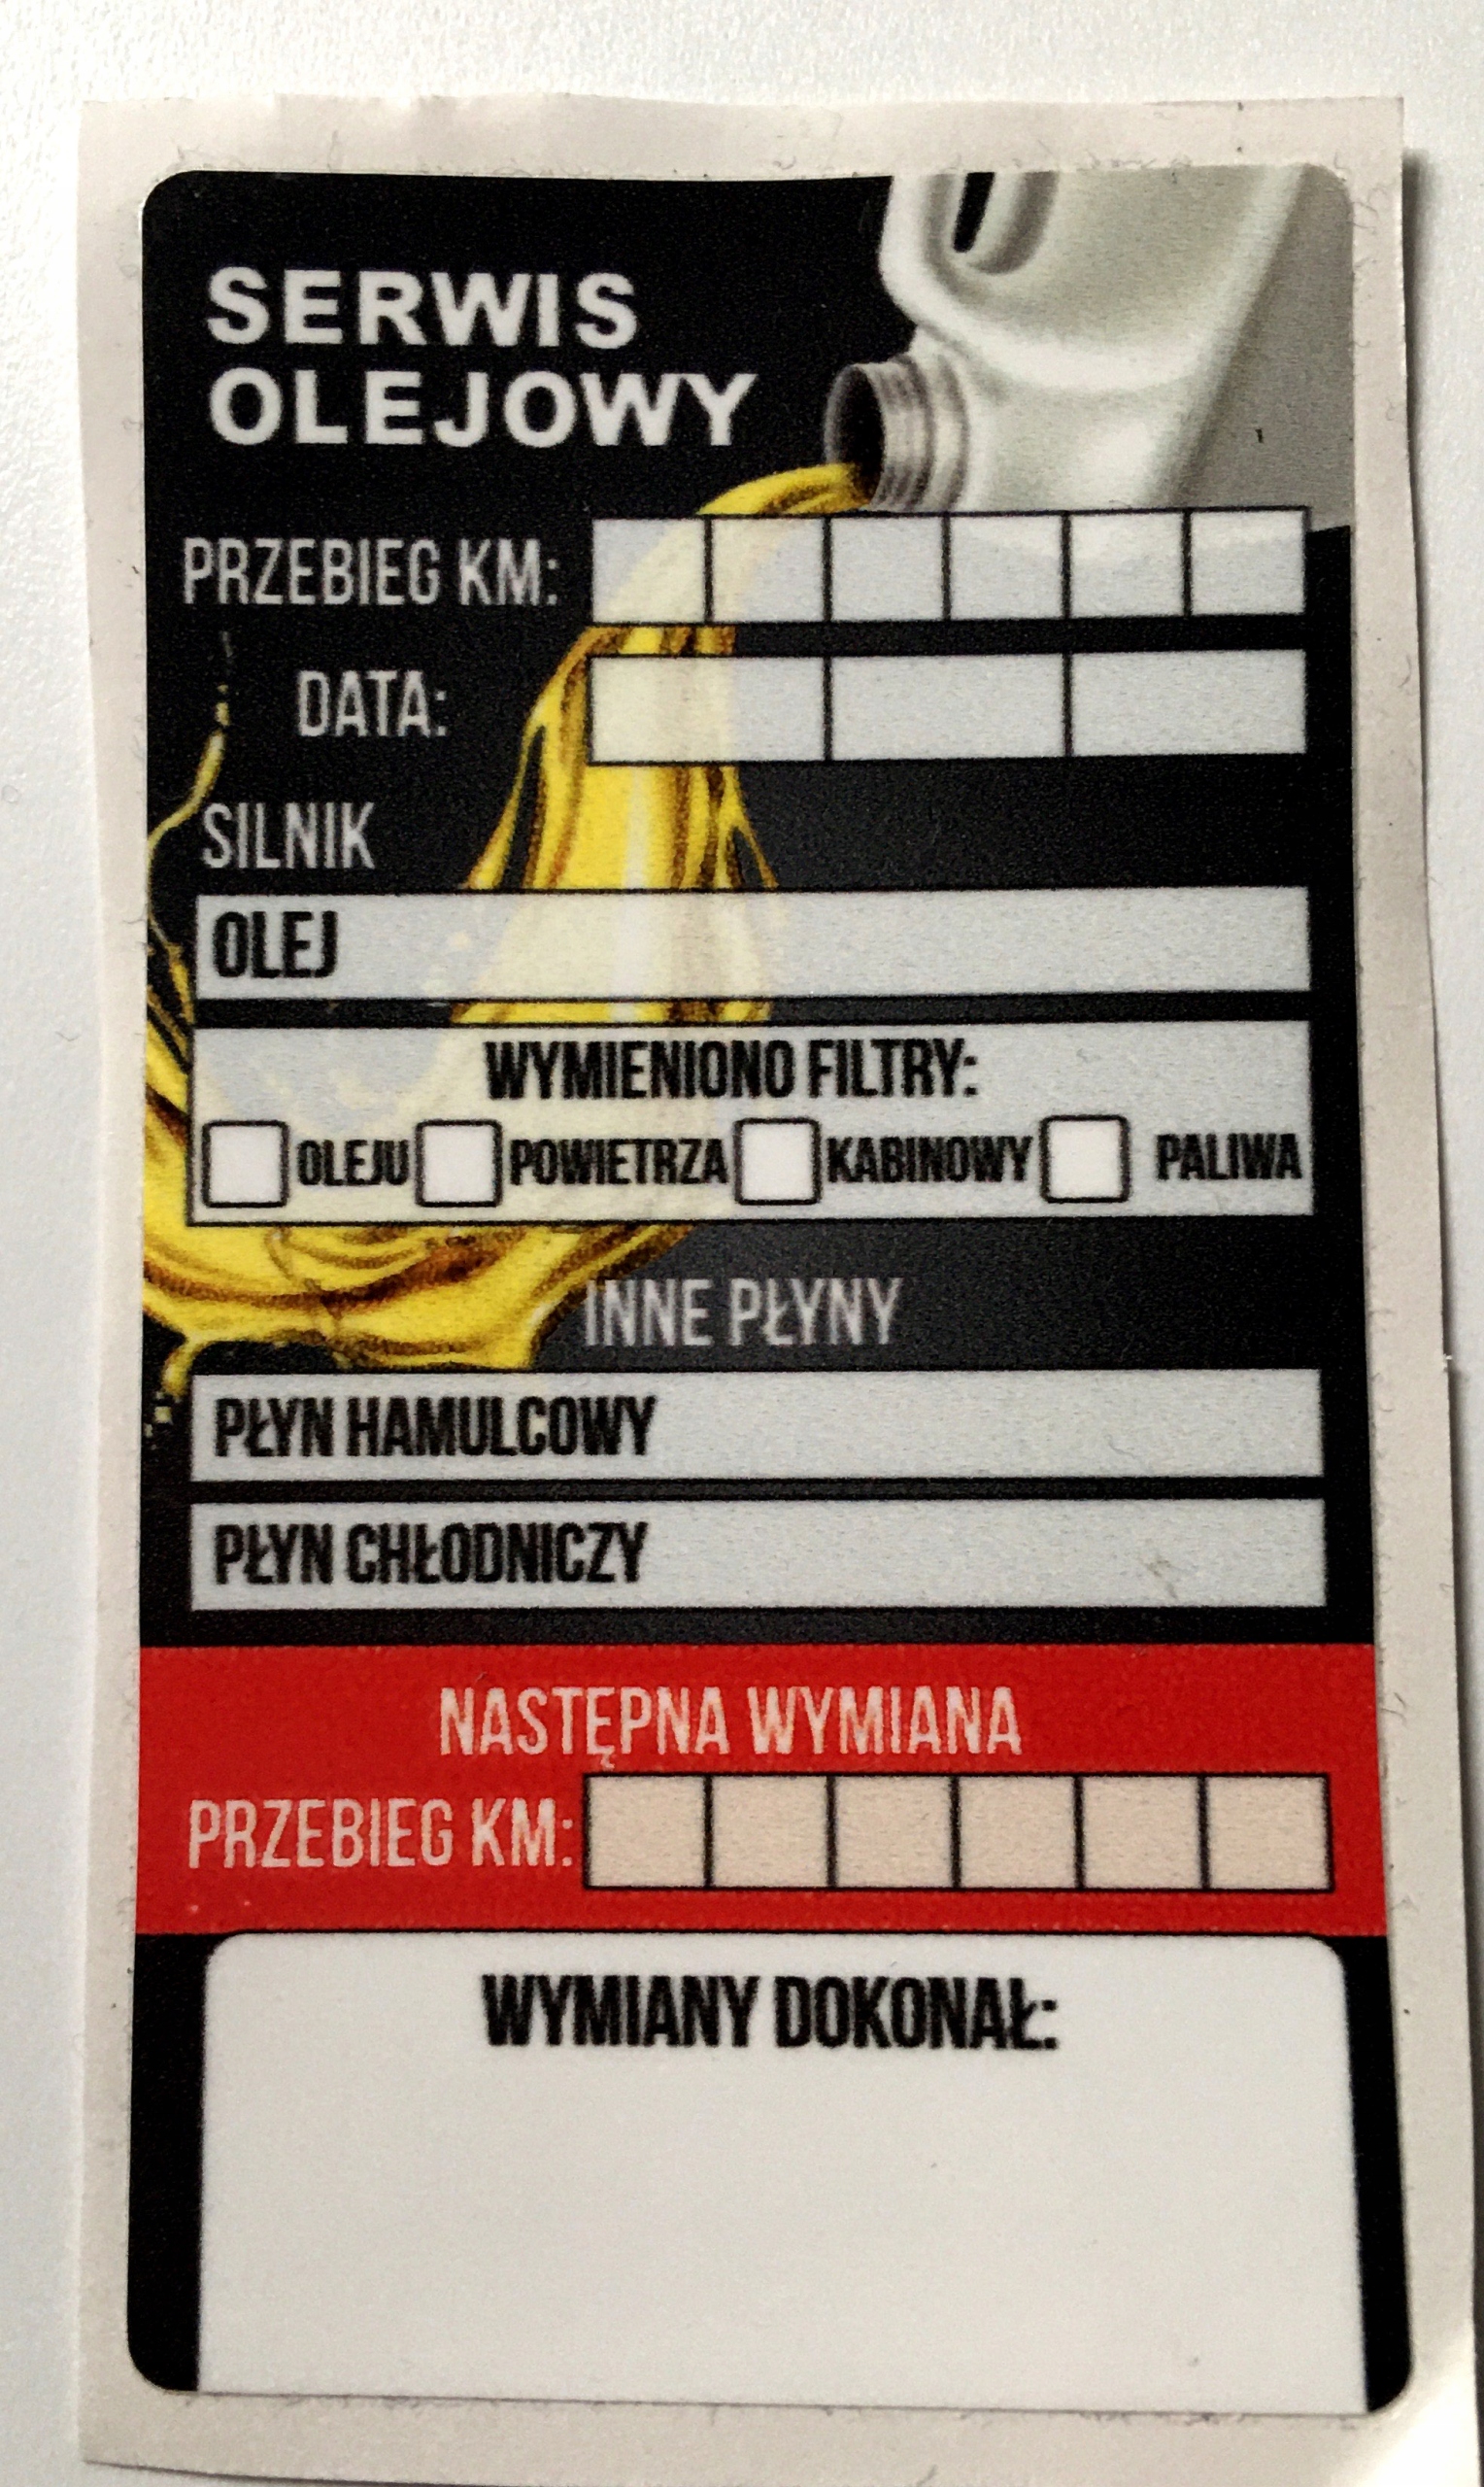 SERWIS
OLEJOWY
PRZEBIEG KM:
DATA:
SILNIK
OLEJ
WYMIENIONO FILTRY:
OLEJU POWIETRZA KABINOWY PALIWA
INNE PŁYNY
PŁYN HAMULCOWY
PŁYN CHŁODNICZY
NASTĘPNA WYMIANA
PRZEBIEG KM:
WYMIANY DOKONAŁ: